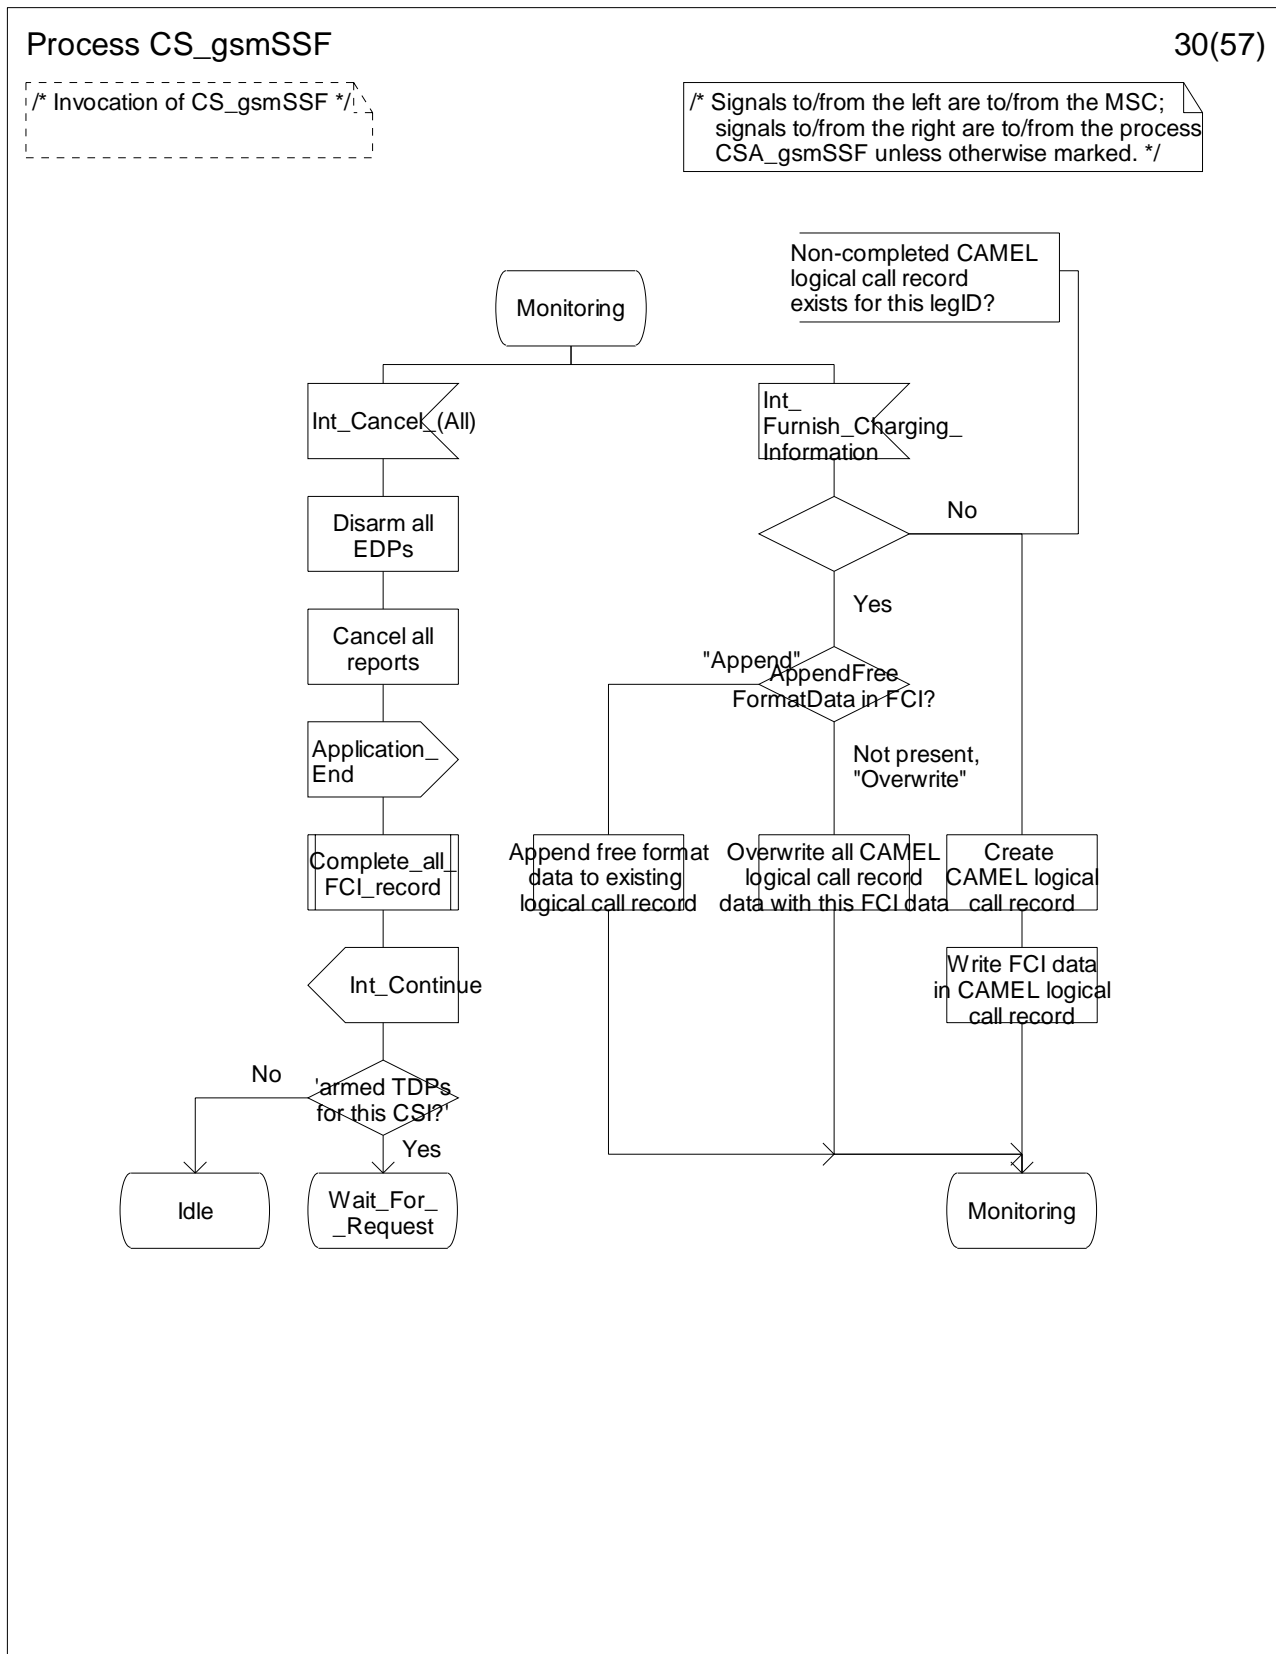 Process CS_gsmSSF
30(57)
/* Invocation of CS_gsmSSF */
/* Signals to/from the left are to/from the MSC;
signals to/from the right are to/from the process
CSA_gsmSSF unless otherwise marked. */
Non-completed CAMEL
logical call record
exists for this legID?
Monitoring
Int_Cancel_(All)
Int_
Furnish_Charging_
Information
Disarm all
EDPs
No
Yes
Cancel all
reports
"Append"
AppendFree
FormatData in FCI?
Application_
End
Not present,
"Overwrite"
Complete_all_
FCI_record
Append free format
data to existing
logical call record
Overwrite all CAMEL
logical call record
data with this FCI data
Create
CAMEL logical
call record
Int_Continue
Write FCI data
in CAMEL logical
call record
No
'armed TDPs
for this CSI?'
Yes
Idle
Wait_For_
_Request
Monitoring